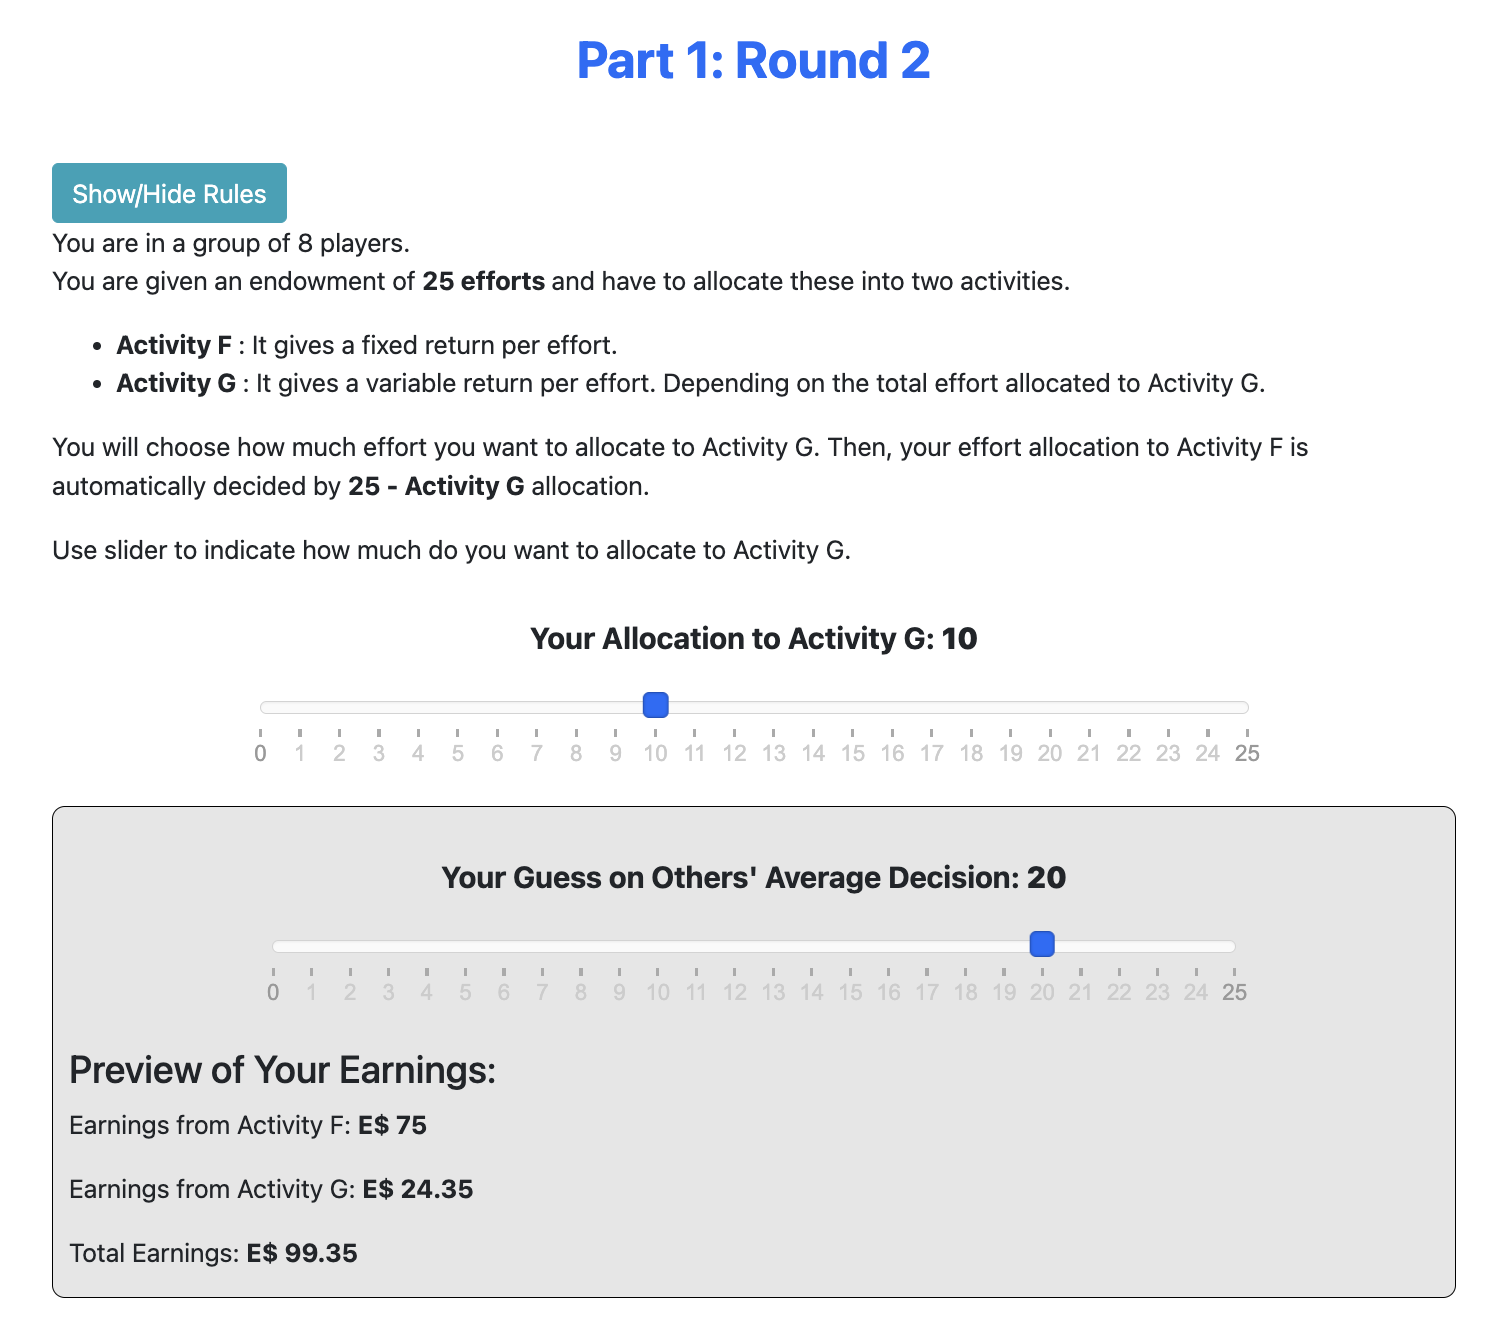 Part 1: Round 2
Show/Hide Rules
You are in a group of 8 players.
You are given an endowment of 25 efforts and have to allocate these into two activities.
• Activity F : It gives a fixed return per effort.
• Activity G : It gives a variable return per effort. Depending on the total effort allocated to Activity G.
You will choose how much effort you want to allocate to Activity G. Then, your effort allocation to Activity F is
automatically decided by 25 - Activity G allocation.
Use slider to indicate how much do you want to allocate to Activity G.
Your Allocation to Activity G: 10
0 1 2 3 4 5 6 7 8 9 10 11 12 13 14 15 16 17 18 19 20 21 22 23 24 25
Your Guess on Others' Average Decision: 20
0 1 2 3 4 5 6 7 8 9 10 11 12 13 14 15 16 17 18 19 20 21 22 23 24 25
Preview of Your Earnings:
Earnings from Activity F: E$ 75
Earnings from Activity G: E$ 24.35
Total Earnings: E$ 99.35